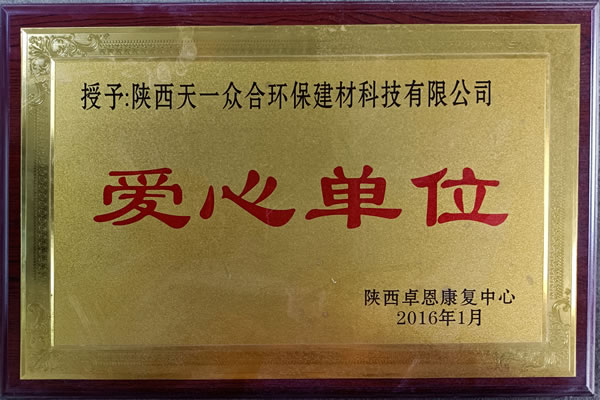 授予:陕西天一众合环保建材科技有限公司
爱心单位
陕西卓恩康复中心
2016年1月